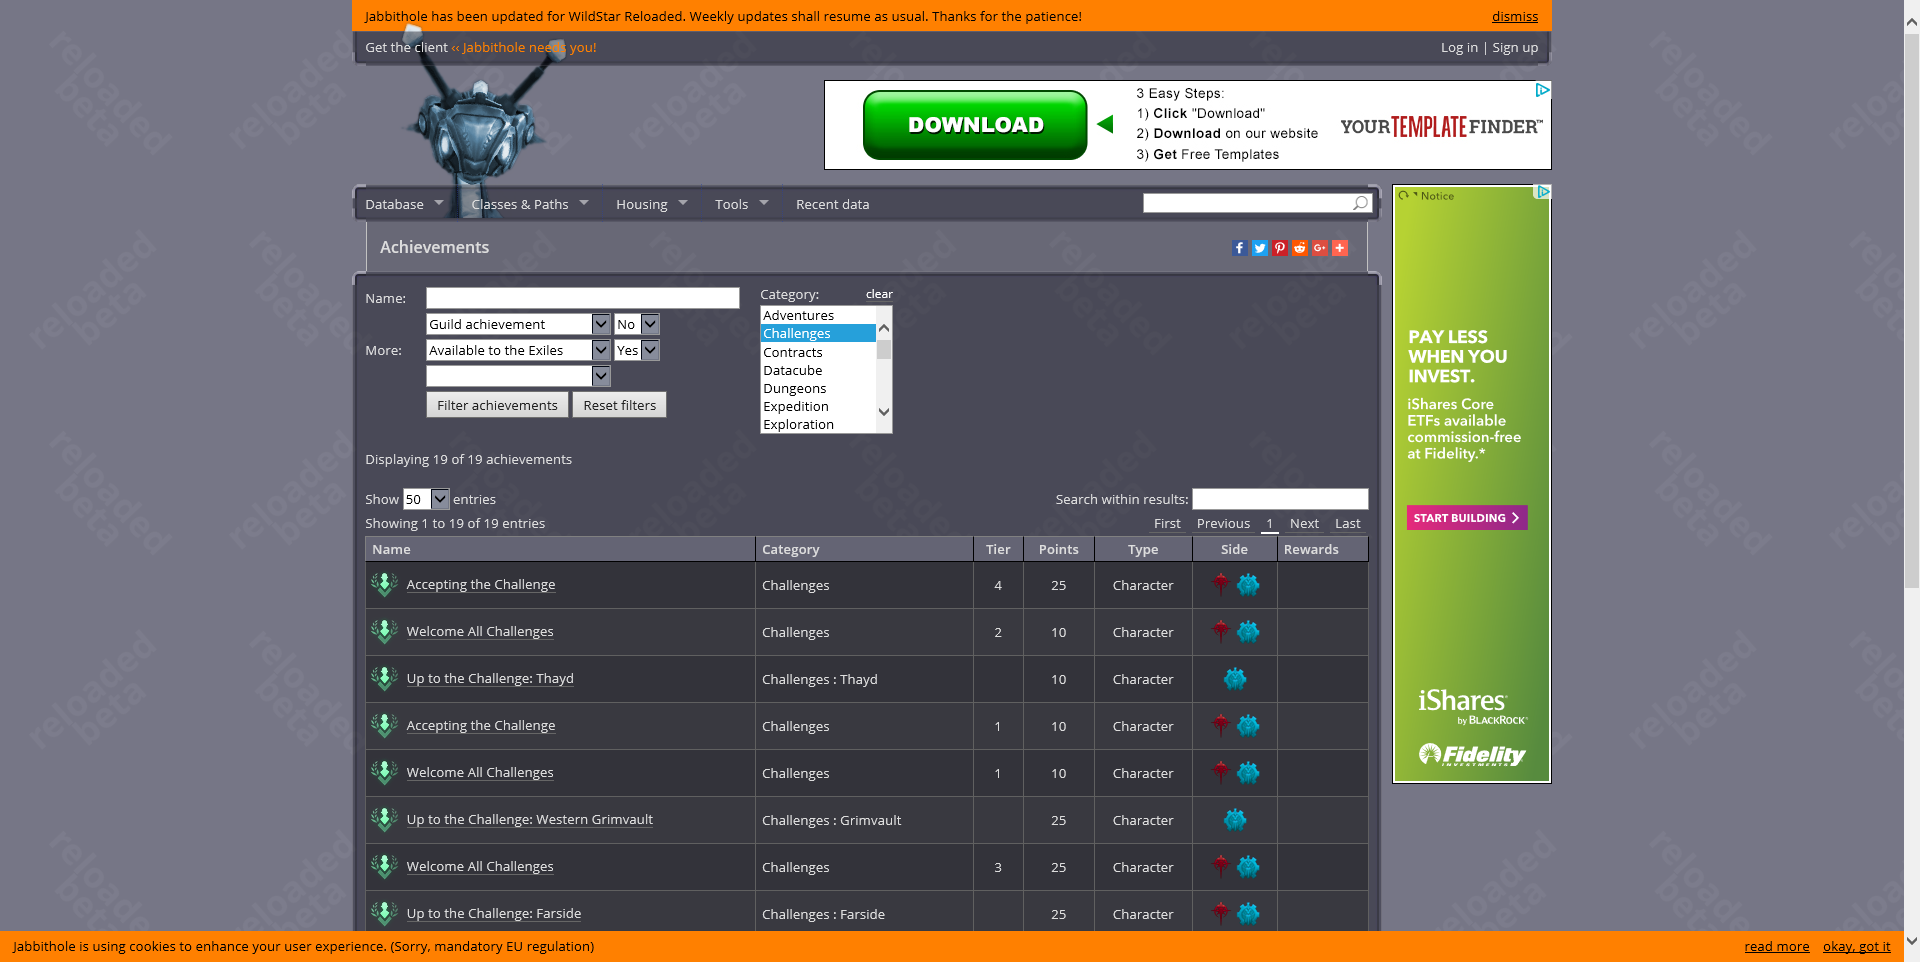 Jabbithole has been updated for WildStar Reloaded. Weekly updates shall resume as usual. Thanks for the patience! dismiss
Get the client ‹‹ Jabbithole needs you! Log in | Sign up
DOWNLOAD
3 Easy Steps:
1) Click "Download"
2) Download on our website
3) Get Free Templates
YOURTEMPLATEFINDER™
Database Classes & Paths Housing Tools Recent data
Achievements
Name:
Guild achievement No
More: Available to the Exiles Yes
Filter achievements Reset filters
Category: clear
Adventures
Challenges
Contracts
Datacube
Dungeons
Expedition
Exploration
Displaying 19 of 19 achievements
Show 50 entries Search within results:
Showing 1 to 19 of 19 entries First Previous 1 Next Last
Name Category Tier Points Type Side Rewards
Accepting the Challenge Challenges 4 25 Character
Welcome All Challenges Challenges 2 10 Character
Up to the Challenge: Thayd Challenges : Thayd 10 Character
Accepting the Challenge Challenges 1 10 Character
Welcome All Challenges Challenges 1 10 Character
Up to the Challenge: Western Grimvault Challenges : Grimvault 25 Character
Welcome All Challenges Challenges 3 25 Character
Up to the Challenge: Farside Challenges : Farside 25 Character
Notice
PAY LESS
WHEN YOU
INVEST.
iShares Core
ETFs available
commission-free
at Fidelity.*
START BUILDING
iShares
by BLACKROCK
Fidelity
INVESTMENTS
reloaded
beta
Jabbithole is using cookies to enhance your user experience. (Sorry, mandatory EU regulation) read more okay, got it